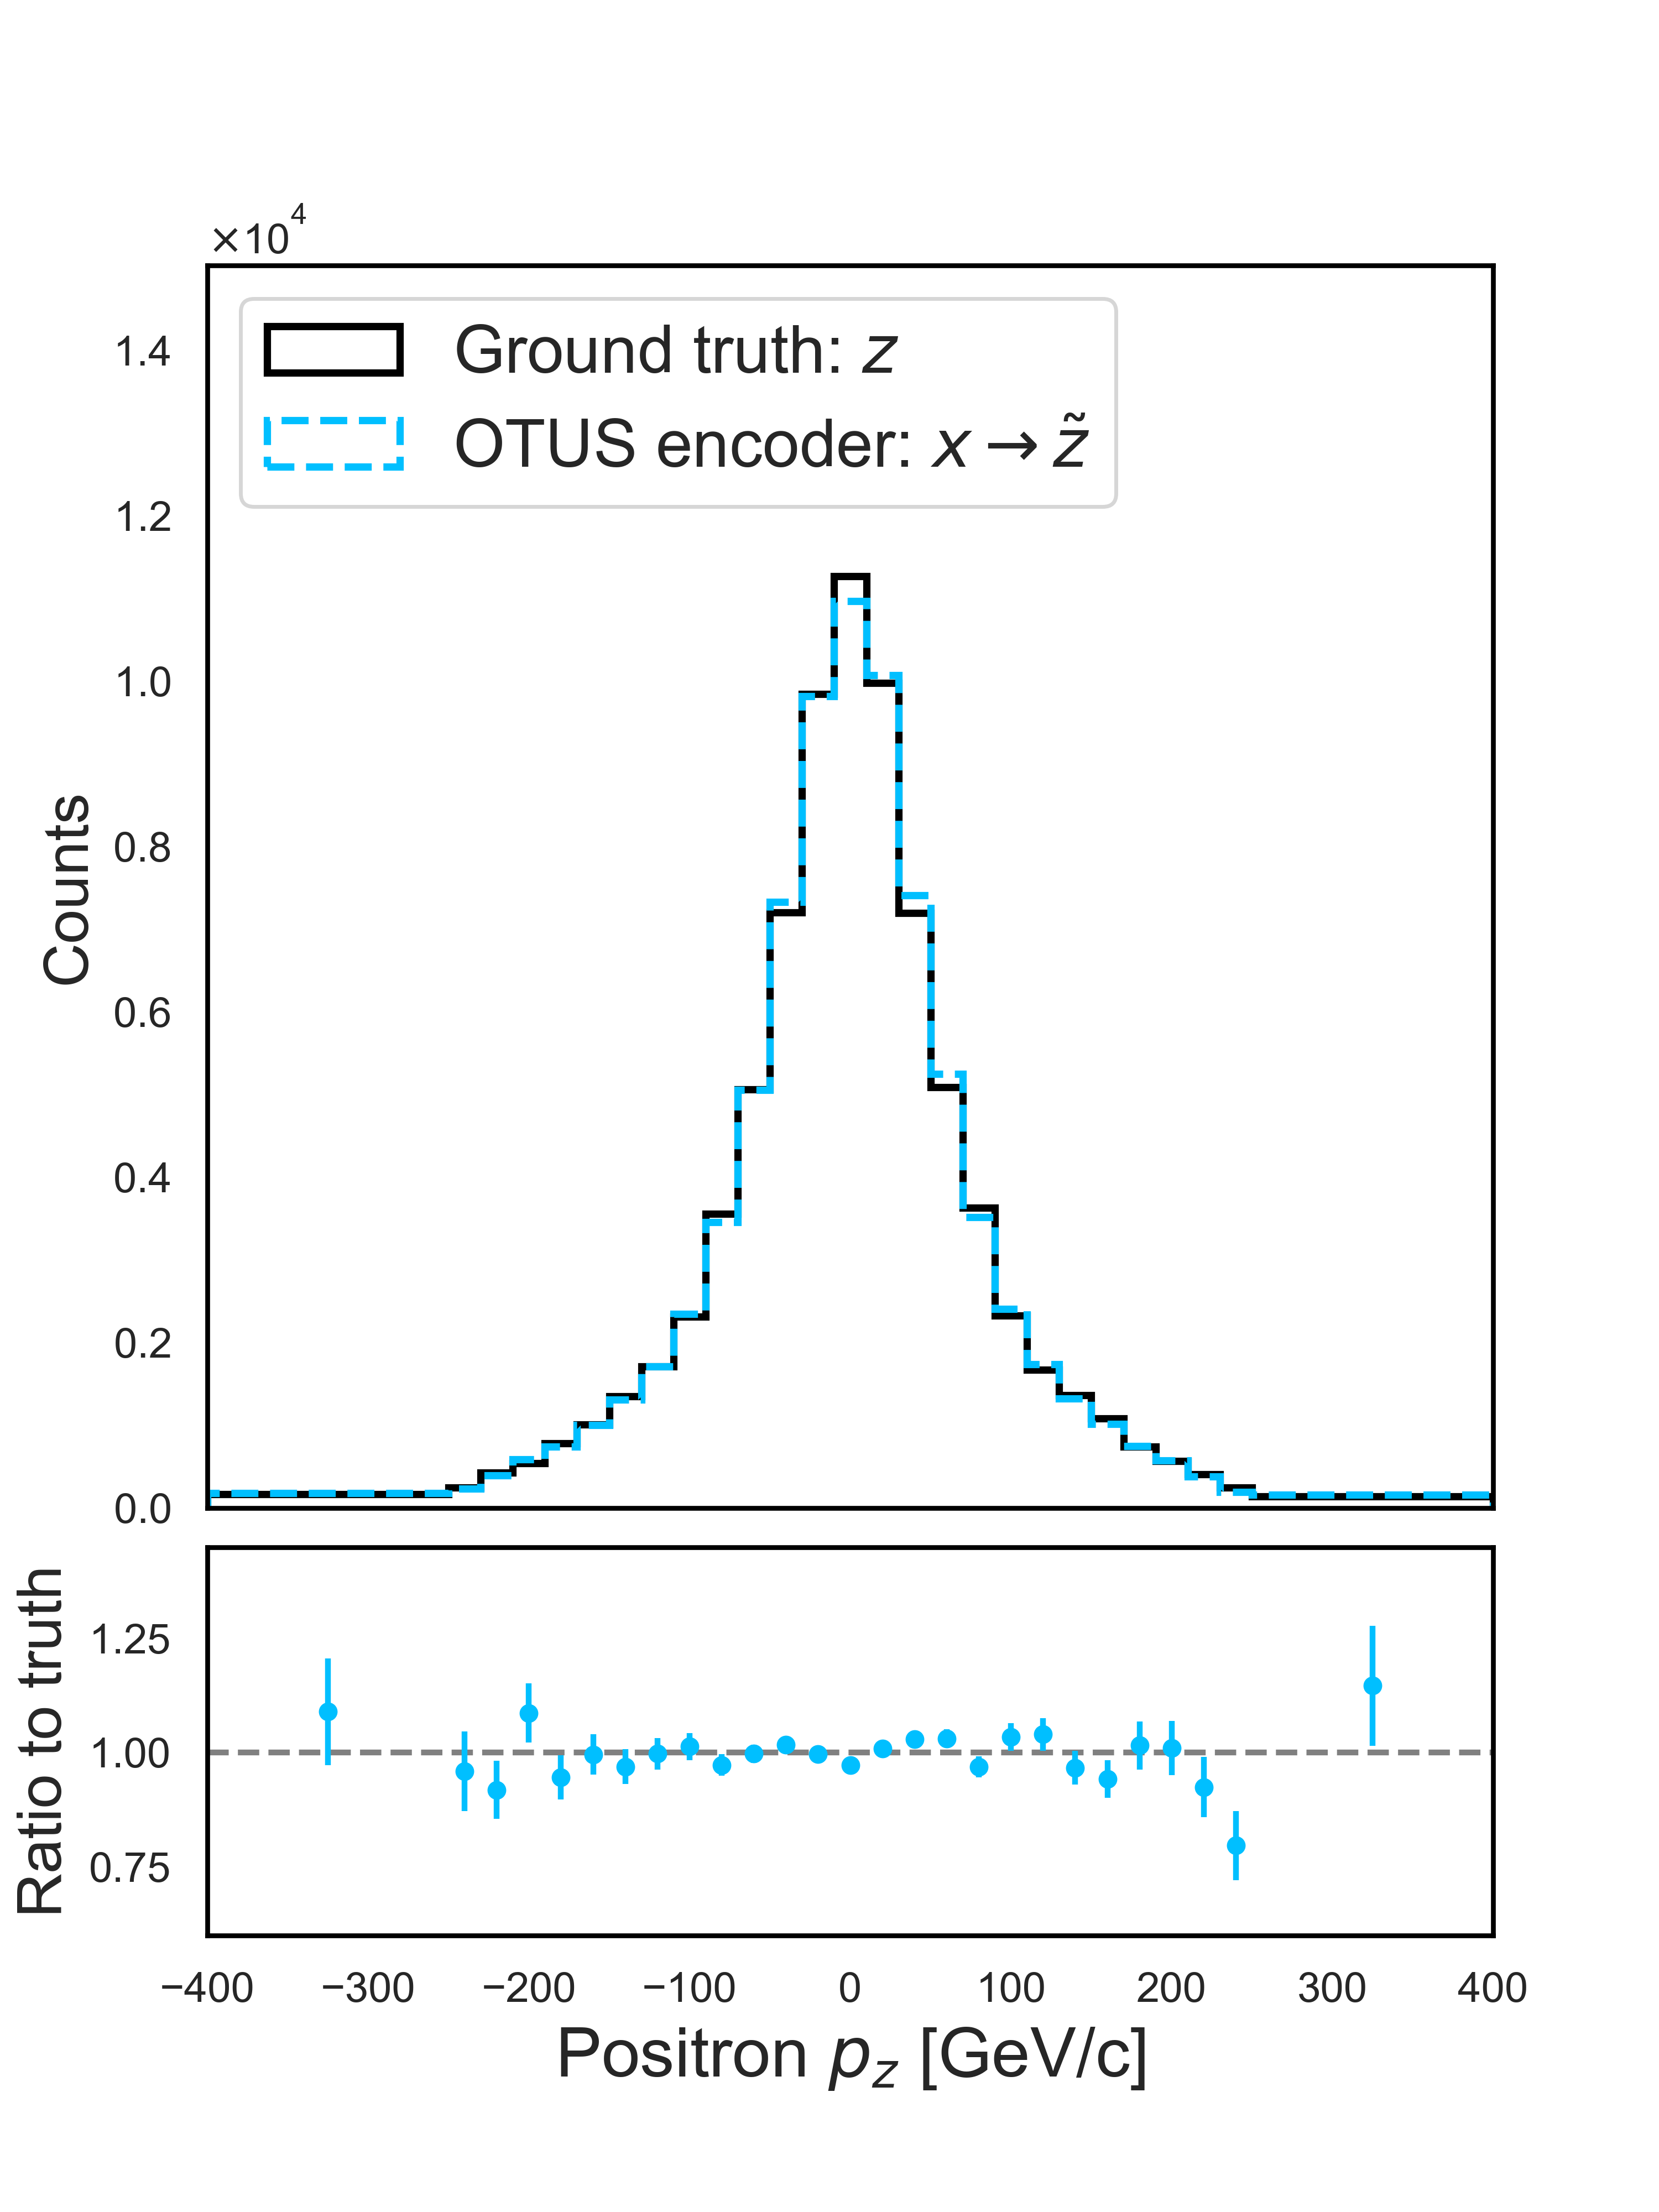 ×10⁴
Ground truth: z
OTUS encoder: x → z̃
1.4
1.2
1.0
0.8
0.6
0.4
0.2
0.0
Counts
1.25
1.00
0.75
Ratio to truth
−400 −300 −200 −100 0 100 200 300 400
Positron p_z [GeV/c]